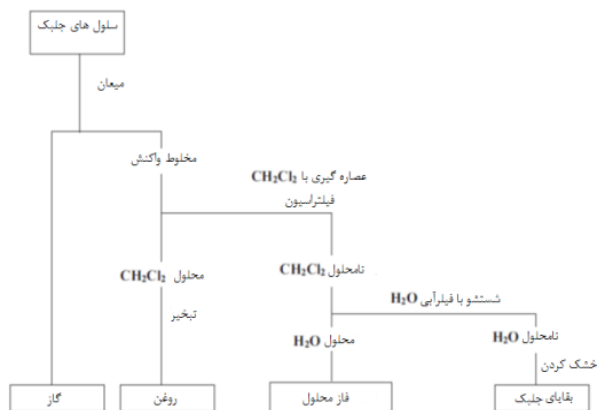 سلول های جلبک
میعان
مخلوط واکنش
عصاره گیری با CH₂Cl₂
فیلتراسیون
محلول CH₂Cl₂
نامحلول CH₂Cl₂
تبخیر
شستشو با فیلرآبی H₂O
محلول H₂O
نامحلول H₂O
خشک کردن
گاز
روغن
فاز محلول
بقایای جلبک